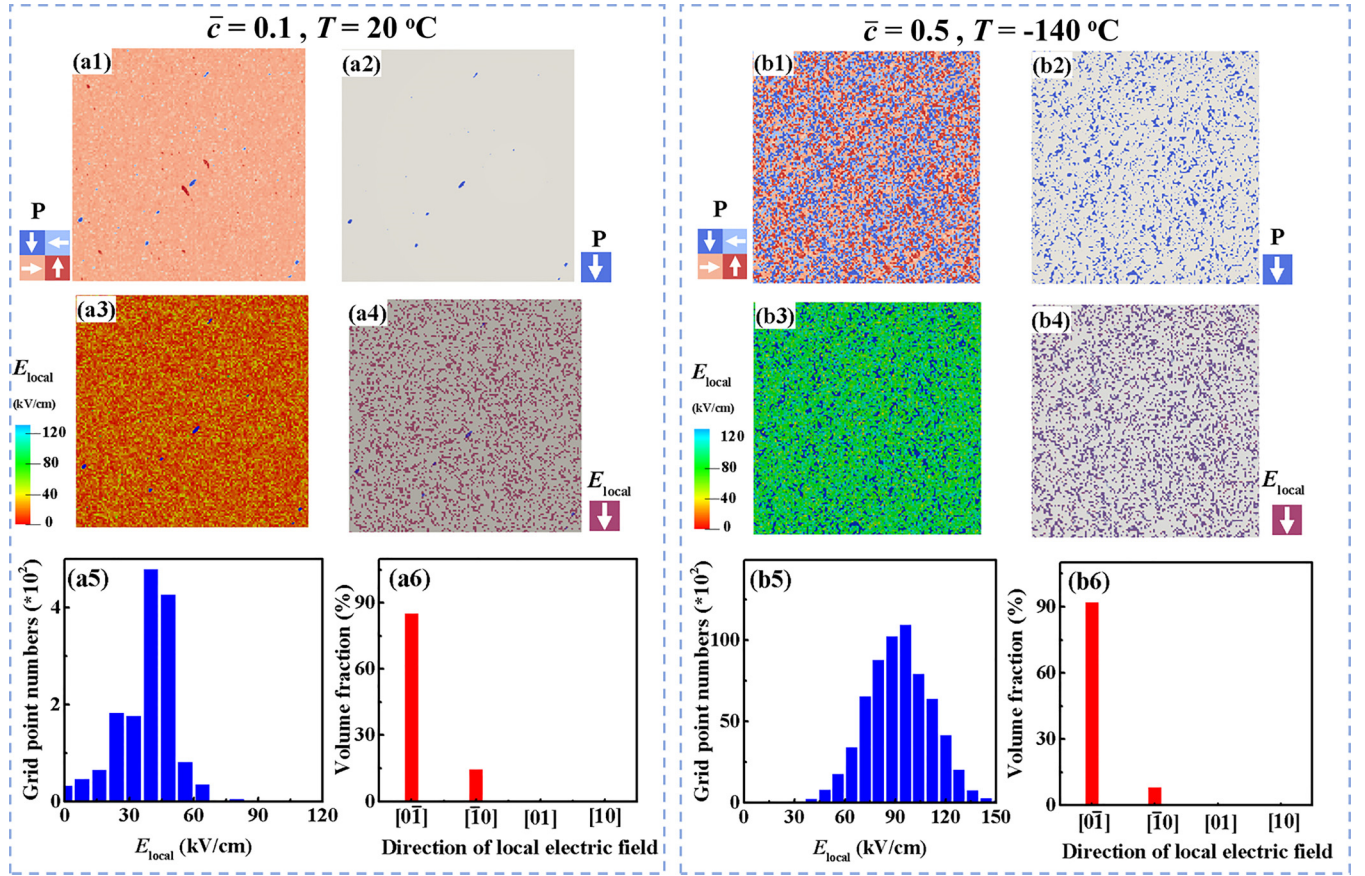 c̅ = 0.1 , T = 20 °C
(a1)
(a2)
P
P
(a3)
(a4)
E_local
(kV/cm)
120
80
40
0
E_local
(a5)
Grid point numbers (*10²)
4
2
0
0 30 60 90 120
E_local (kV/cm)
(a6)
Volume fraction (%)
90
60
30
0
[01̅] [1̅0] [01] [10]
Direction of local electric field
c̅ = 0.5 , T = -140 °C
(b1)
(b2)
P
P
(b3)
(b4)
E_local
(kV/cm)
120
80
40
0
E_local
(b5)
Grid point numbers (*10²)
100
50
0
0 30 60 90 120 150
E_local (kV/cm)
(b6)
Volume fraction (%)
90
60
30
0
[01̅] [1̅0] [01] [10]
Direction of local electric field